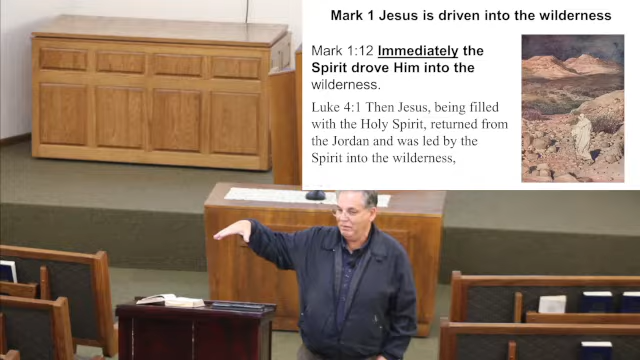 Mark 1 Jesus is driven into the wilderness
Mark 1:12 Immediately the
Spirit drove Him into the
wilderness.
Luke 4:1 Then Jesus, being filled
with the Holy Spirit, returned from
the Jordan and was led by the
Spirit into the wilderness,